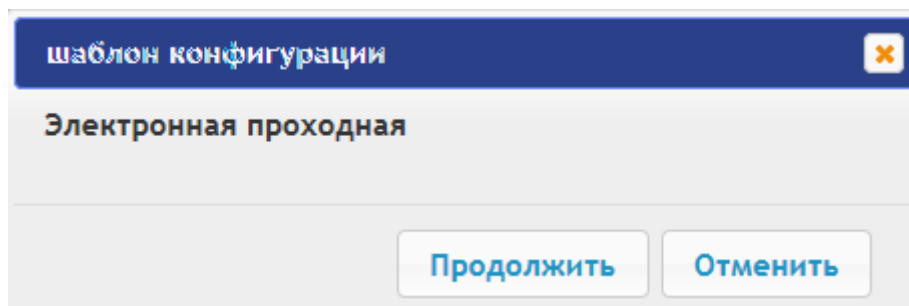 шаблон конфигурации
Электронная проходная
Продолжить Отменить